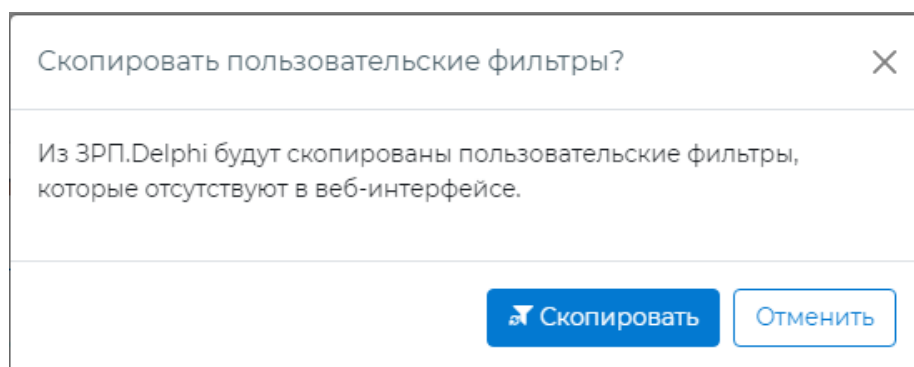 Скопировать пользовательские фильтры?
Из ЗРП.Delphi будут скопированы пользовательские фильтры,
которые отсутствуют в веб-интерфейсе.
Скопировать
Отменить